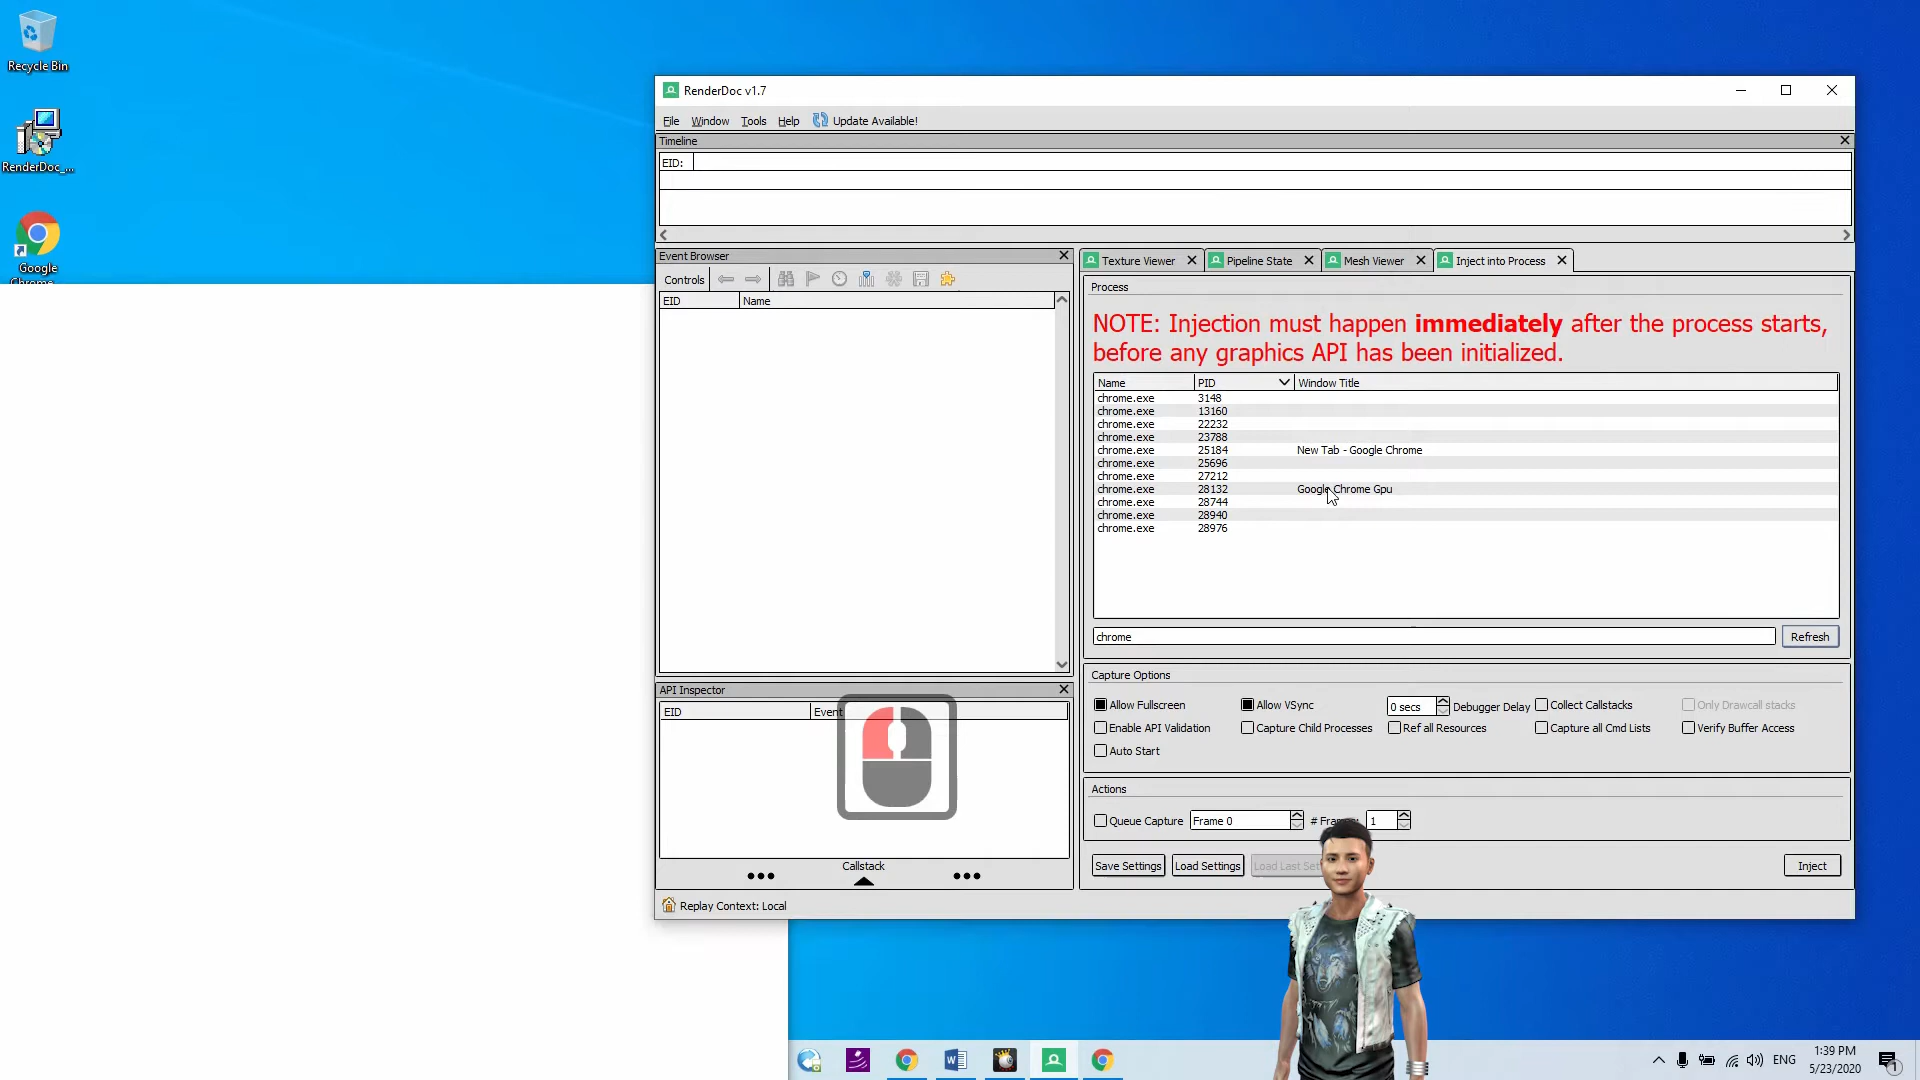 Recycle Bin
RenderDoc_...
Google
Chrome
RenderDoc v1.7
File Window Tools Help Update Available!
Timeline
EID:
Event Browser
Controls
EID Name
Texture Viewer
Pipeline State
Mesh Viewer
Inject into Process
Process
NOTE: Injection must happen immediately after the process starts,
before any graphics API has been initialized.
Name PID Window Title
chrome.exe 3148
chrome.exe 13160
chrome.exe 22232
chrome.exe 23788
chrome.exe 25184 New Tab - Google Chrome
chrome.exe 25696
chrome.exe 27212
chrome.exe 28132 Google Chrome Gpu
chrome.exe 28744
chrome.exe 28940
chrome.exe 28976
chrome
Refresh
API Inspector
EID Event
Callstack
Capture Options
Allow Fullscreen Allow VSync 0 secs Debugger Delay Collect Callstacks Only Drawcall stacks
Enable API Validation Capture Child Processes Ref all Resources Capture all Cmd Lists Verify Buffer Access
Auto Start
Actions
Queue Capture Frame 0 # 1
Save Settings Load Settings Load Last Inject
Replay Context: Local
ENG
1:39 PM
5/23/2020
1